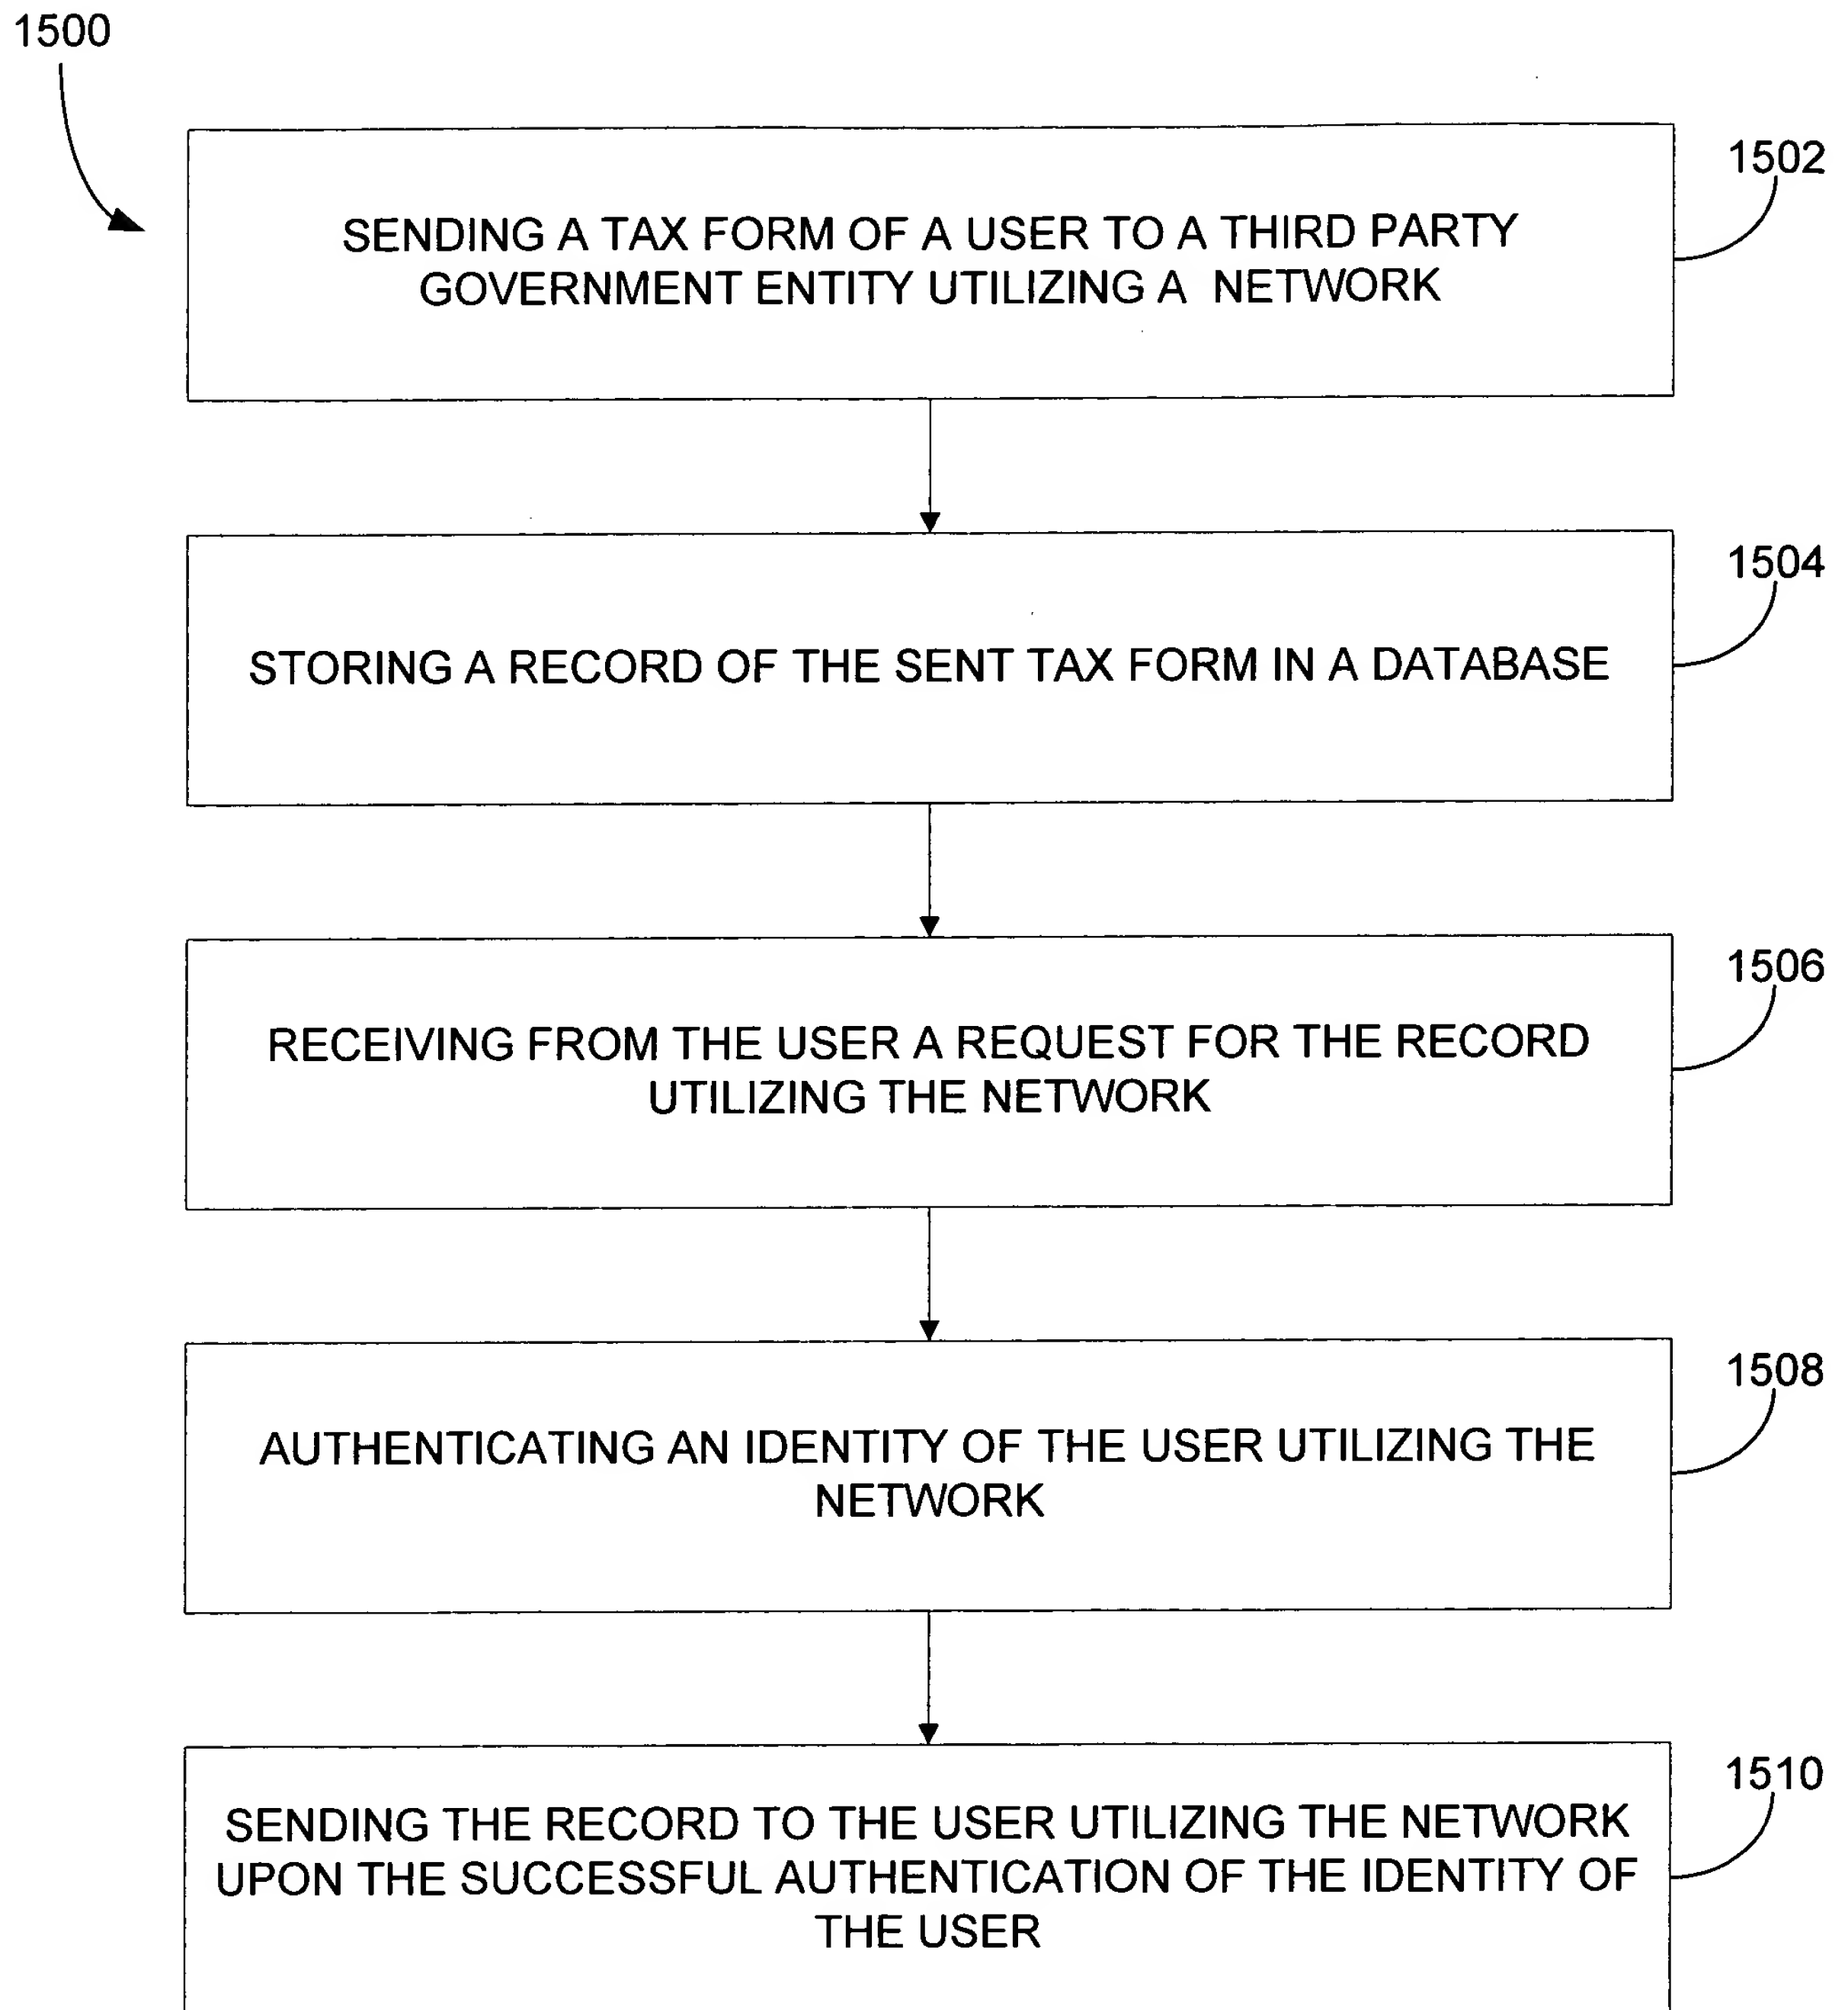 1500
1502
SENDING A TAX FORM OF A USER TO A THIRD PARTY
GOVERNMENT ENTITY UTILIZING A NETWORK
1504
STORING A RECORD OF THE SENT TAX FORM IN A DATABASE
1506
RECEIVING FROM THE USER A REQUEST FOR THE RECORD
UTILIZING THE NETWORK
1508
AUTHENTICATING AN IDENTITY OF THE USER UTILIZING THE
NETWORK
1510
SENDING THE RECORD TO THE USER UTILIZING THE NETWORK
UPON THE SUCCESSFUL AUTHENTICATION OF THE IDENTITY OF
THE USER